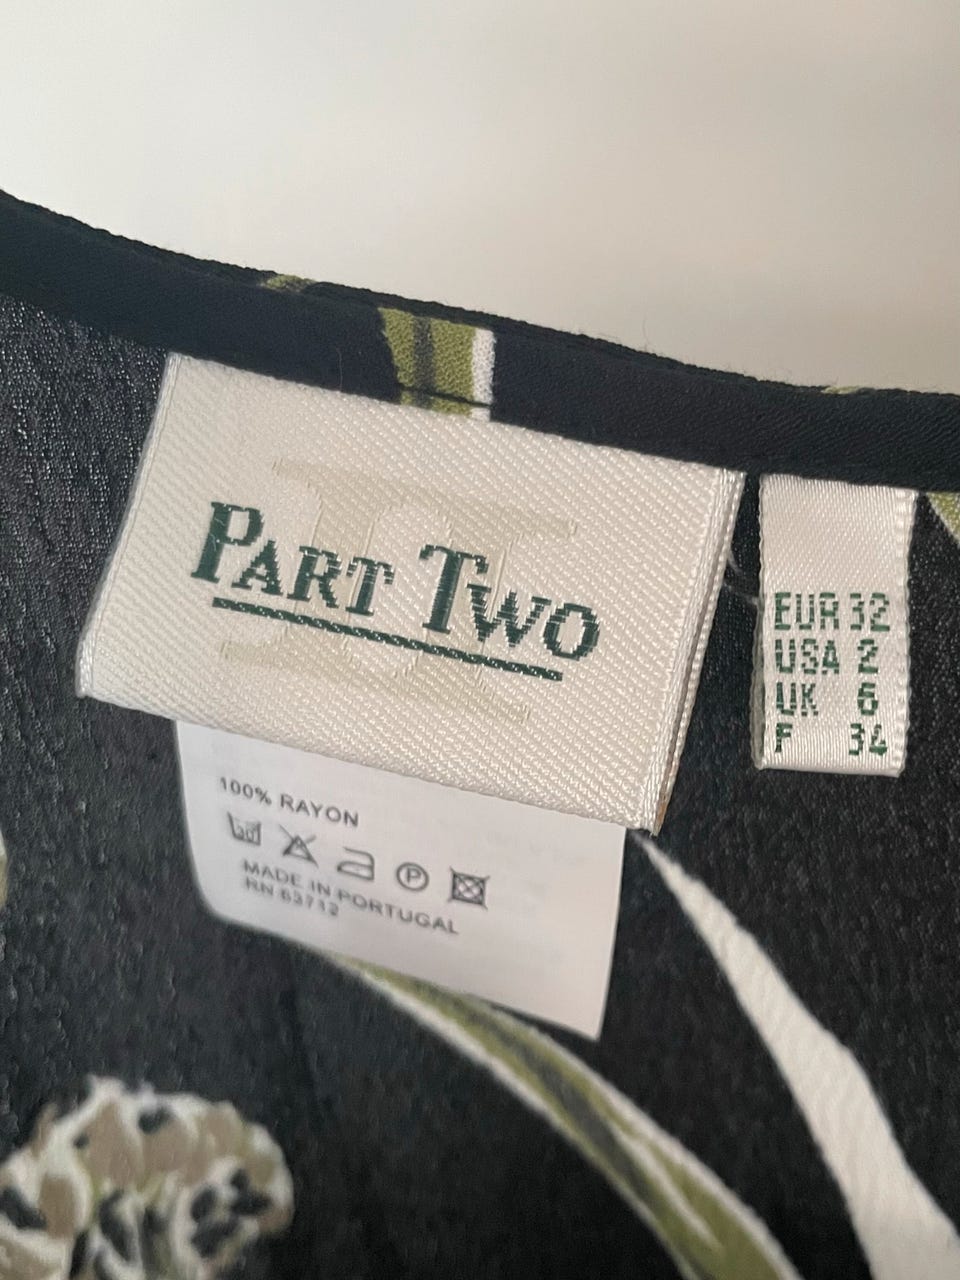 PART TWO
EUR 32
USA 2
UK 6
F 34
100% RAYON
P
MADE IN PORTUGAL
RN 63712